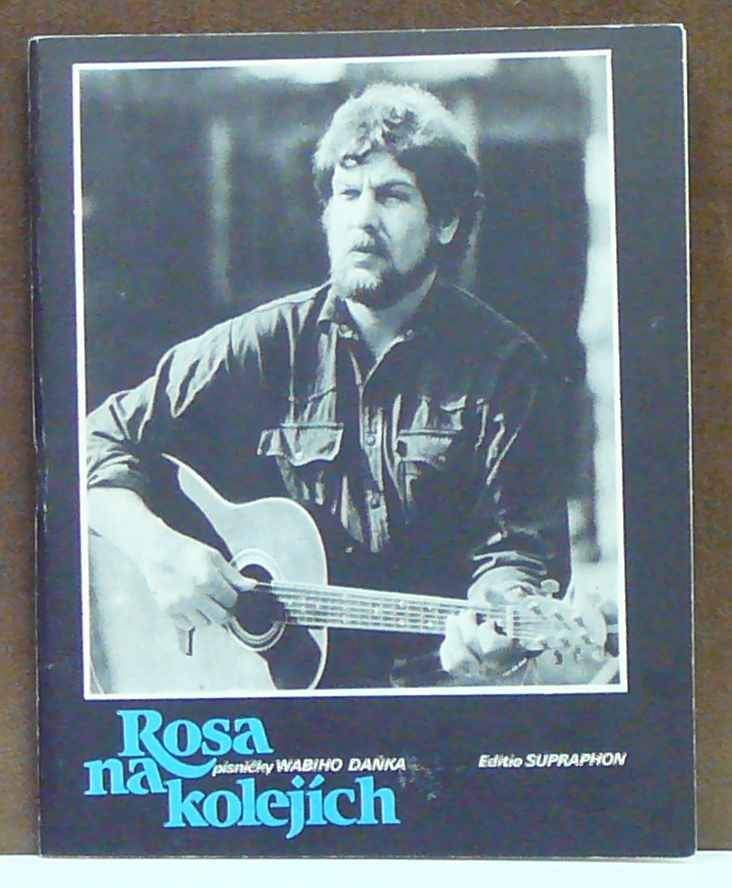 Rosa
písničky WABIHO DAŇKA
Editio SUPRAPHON
na
kolejích